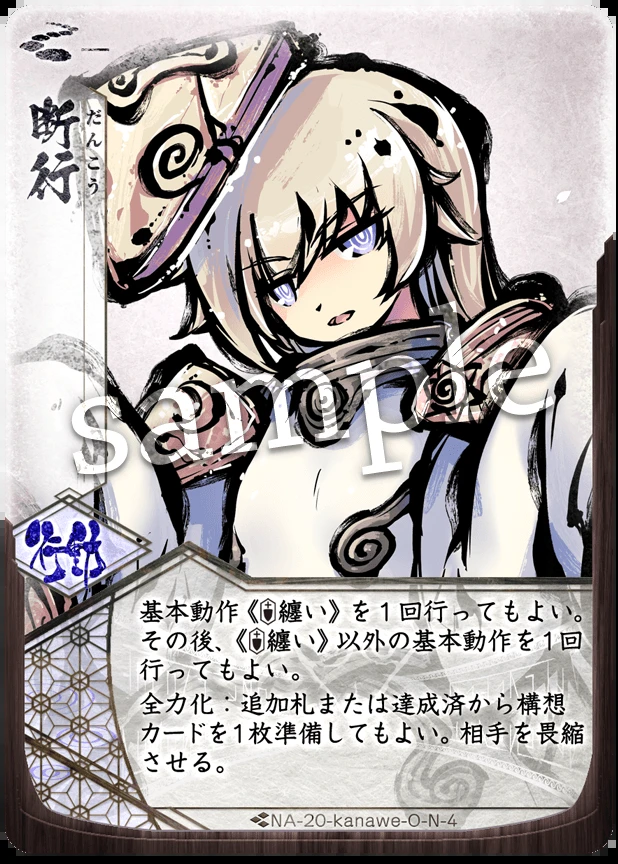 断行
だんこう
sample
行動
基本動作《纏い》を1回行ってもよい。
その後、《纏い》以外の基本動作を1回
行ってもよい。
全力化：追加札または達成済から構想
カードを1枚準備してもよい。相手を畏縮
させる。
NA-20-kanawe-O-N-4